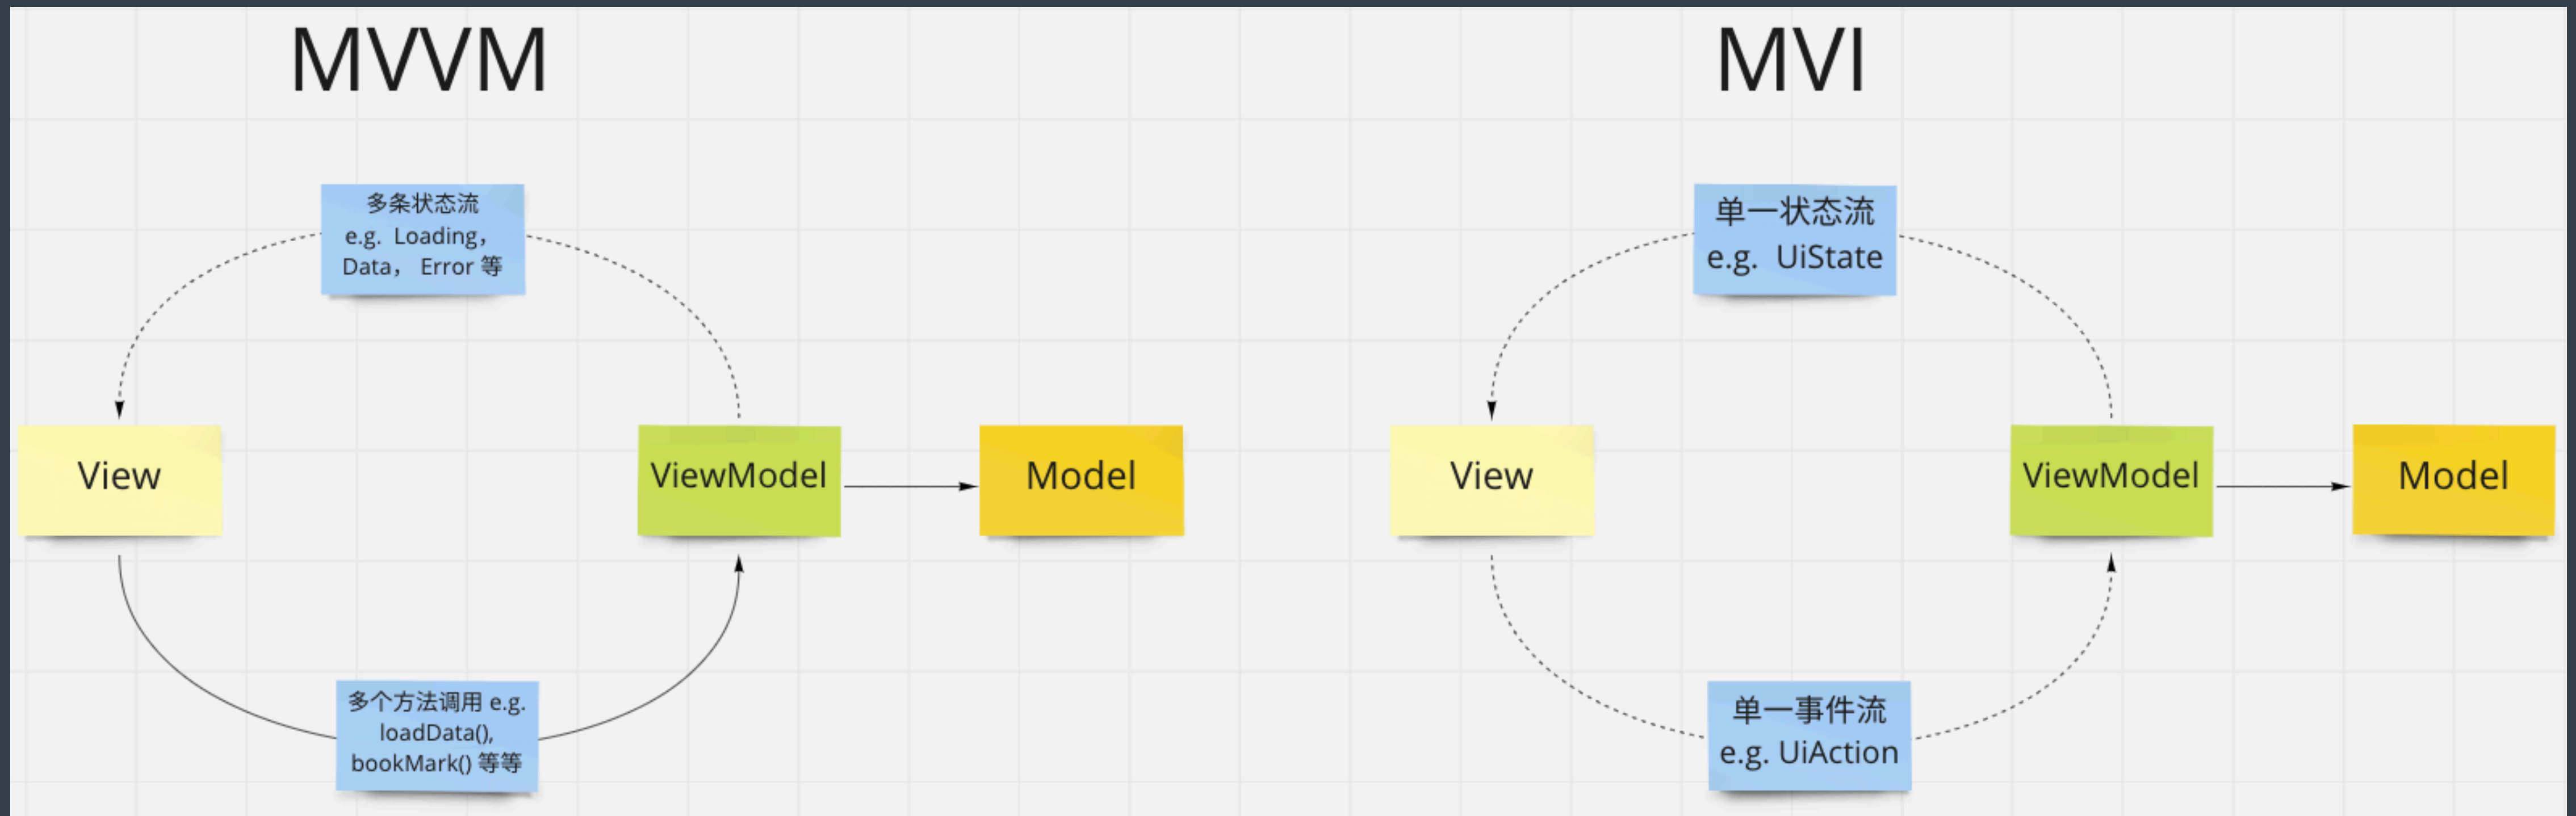 MVVM
多条状态流
e.g. Loading，
Data， Error 等
View
ViewModel
Model
多个方法调用 e.g.
loadData(),
bookMark() 等等
MVI
单一状态流
e.g. UiState
View
ViewModel
Model
单一事件流
e.g. UiAction